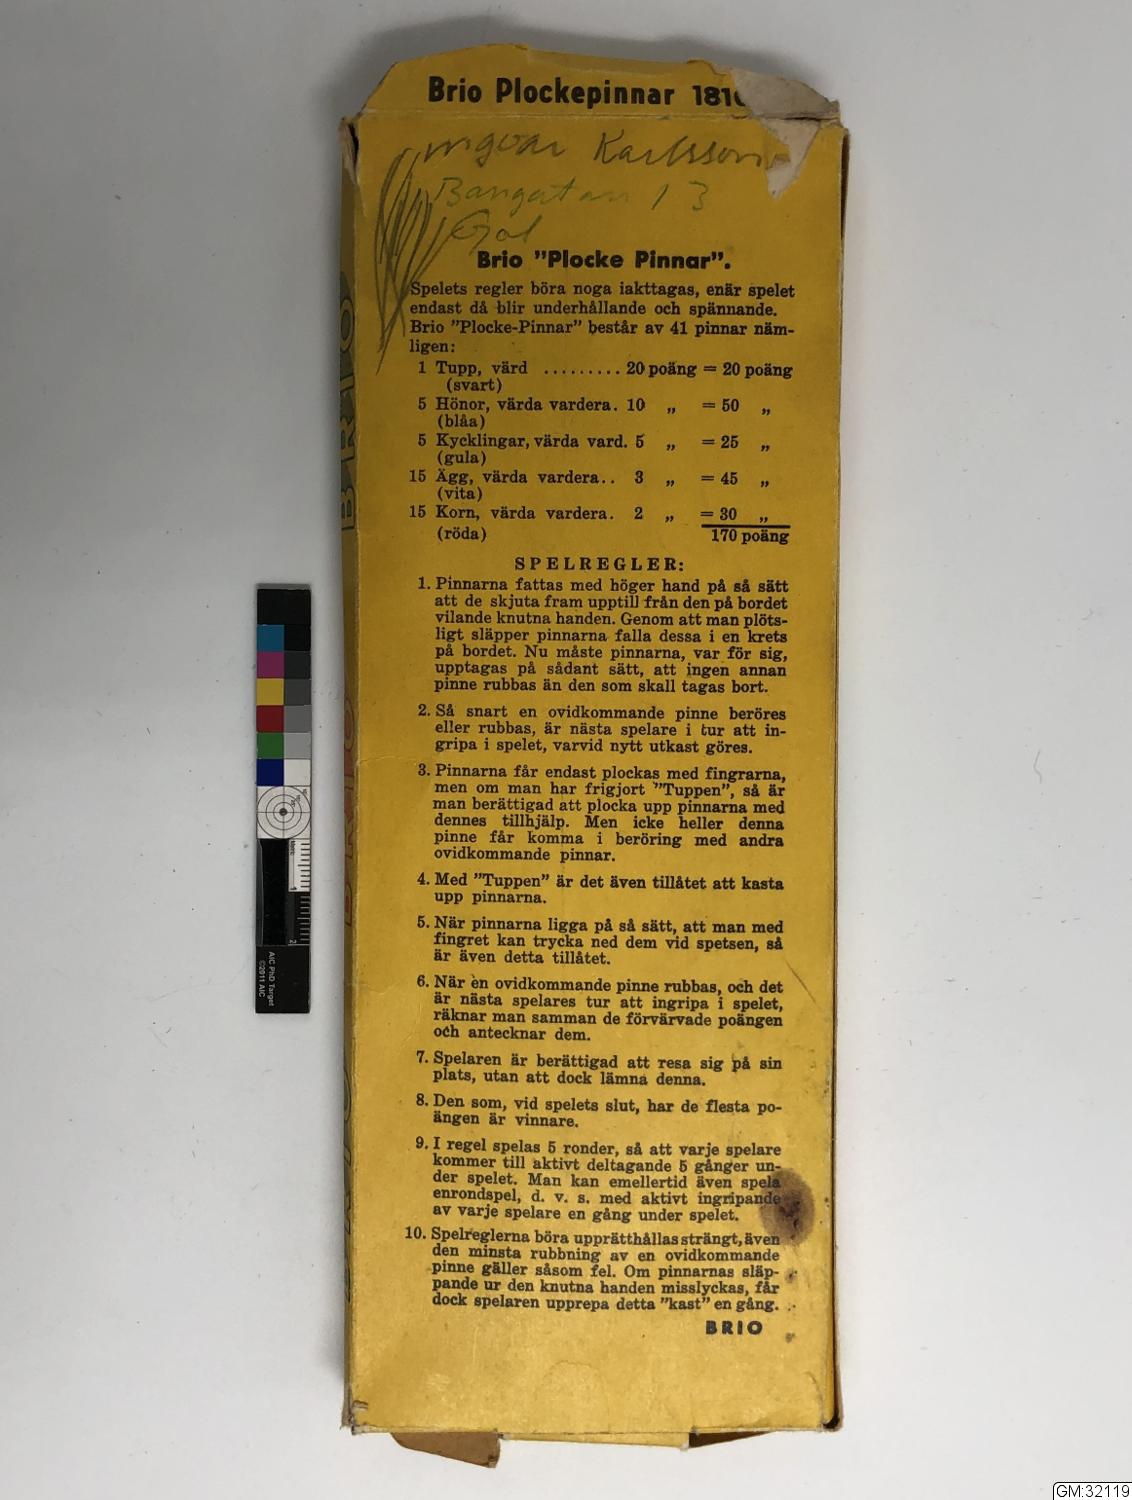 Brio Plockepinnar 181
Ingvar Karlsson
Bangatan 13
Brio "Plocke Pinnar".
Spelets regler böra noga iakttagas, enär spelet
endast då blir underhållande och spännande.
Brio "Plocke-Pinnar" består av 41 pinnar näm-
ligen:
1 Tupp, värd ......... 20 poäng = 20 poäng
(svart)
5 Hönor, värda vardera. 10 „ = 50 „
(blåa)
5 Kycklingar, värda vard. 5 „ = 25 „
(gula)
15 Ägg, värda vardera.. 3 „ = 45 „
(vita)
15 Korn, värda vardera. 2 „ = 30 „
(röda) 170 poäng
SPELREGLER:
1. Pinnarna fattas med höger hand på så sätt
att de skjuta fram upptill från den på bordet
vilande knutna handen. Genom att man plöts-
ligt släpper pinnarna falla dessa i en krets
på bordet. Nu måste pinnarna, var för sig,
upptagas på sådant sätt, att ingen annan
pinne rubbas än den som skall tagas bort.
2. Så snart en ovidkommande pinne beröres
eller rubbas, är nästa spelare i tur att in-
gripa i spelet, varvid nytt utkast göres.
3. Pinnarna får endast plockas med fingrarna,
men om man har frigjort "Tuppen", så är
man berättigad att plocka upp pinnarna med
dennes tillhjälp. Men icke heller denna
pinne får komma i beröring med andra
ovidkommande pinnar.
4. Med "Tuppen" är det även tillåtet att kasta
upp pinnarna.
5. När pinnarna ligga på så sätt, att man med
fingret kan trycka ned dem vid spetsen, så
är även detta tillåtet.
6. När en ovidkommande pinne rubbas, och det
är nästa spelares tur att ingripa i spelet,
räknar man samman de förvärvade poängen
och antecknar dem.
7. Spelaren är berättigad att resa sig på sin
plats, utan att dock lämna denna.
8. Den som, vid spelets slut, har de flesta po-
ängen är vinnare.
9. I regel spelas 5 ronder, så att varje spelare
kommer till aktivt deltagande 5 gånger un-
der spelet. Man kan emellertid även spela
enrondspel, d. v. s. med aktivt ingripande
av varje spelare en gång under spelet.
10. Spelreglerna böra upprätthållas strängt, även
den minsta rubbning av en ovidkommande
pinne gäller såsom fel. Om pinnarnas släp-
pande ur den knutna handen misslyckas, får
dock spelaren upprepa detta "kast" en gång.
BRIO
BRIO
BRIO
AIC PhD Target
©2011 AIC
GM:32119